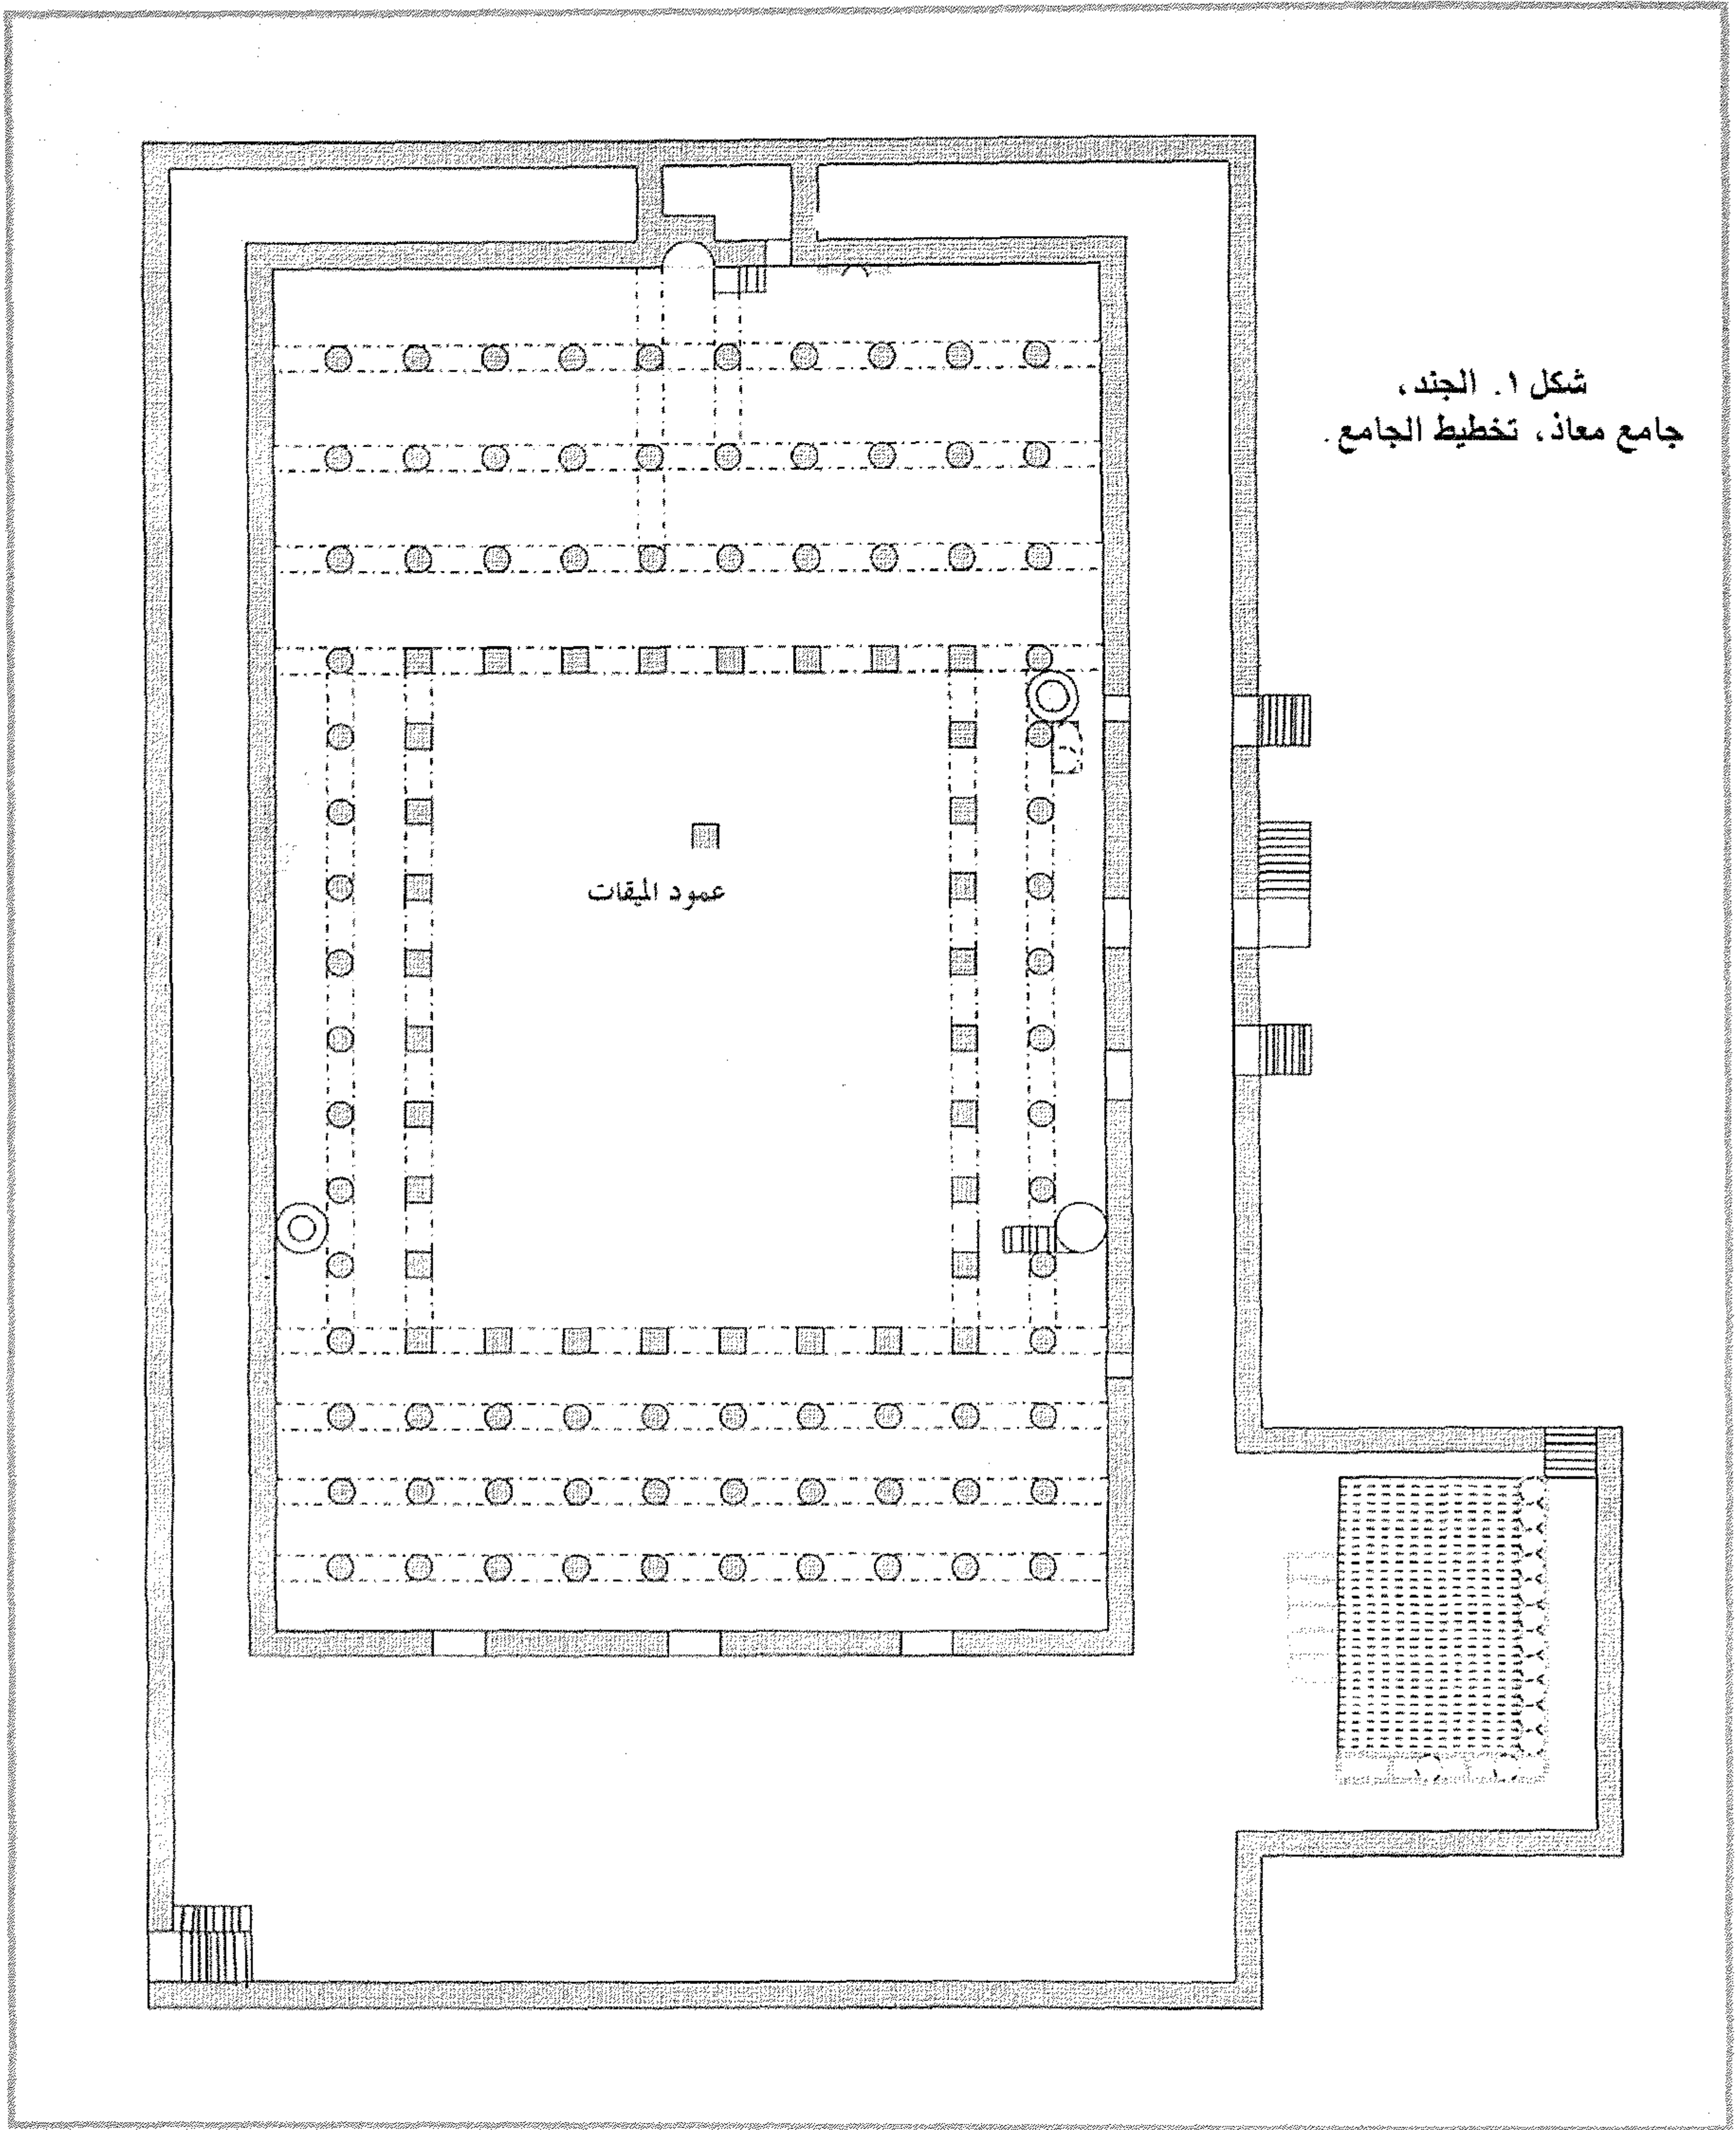 شكل ١. الجند،
جامع معاذ، تخطيط الجامع.
عمود الميقات